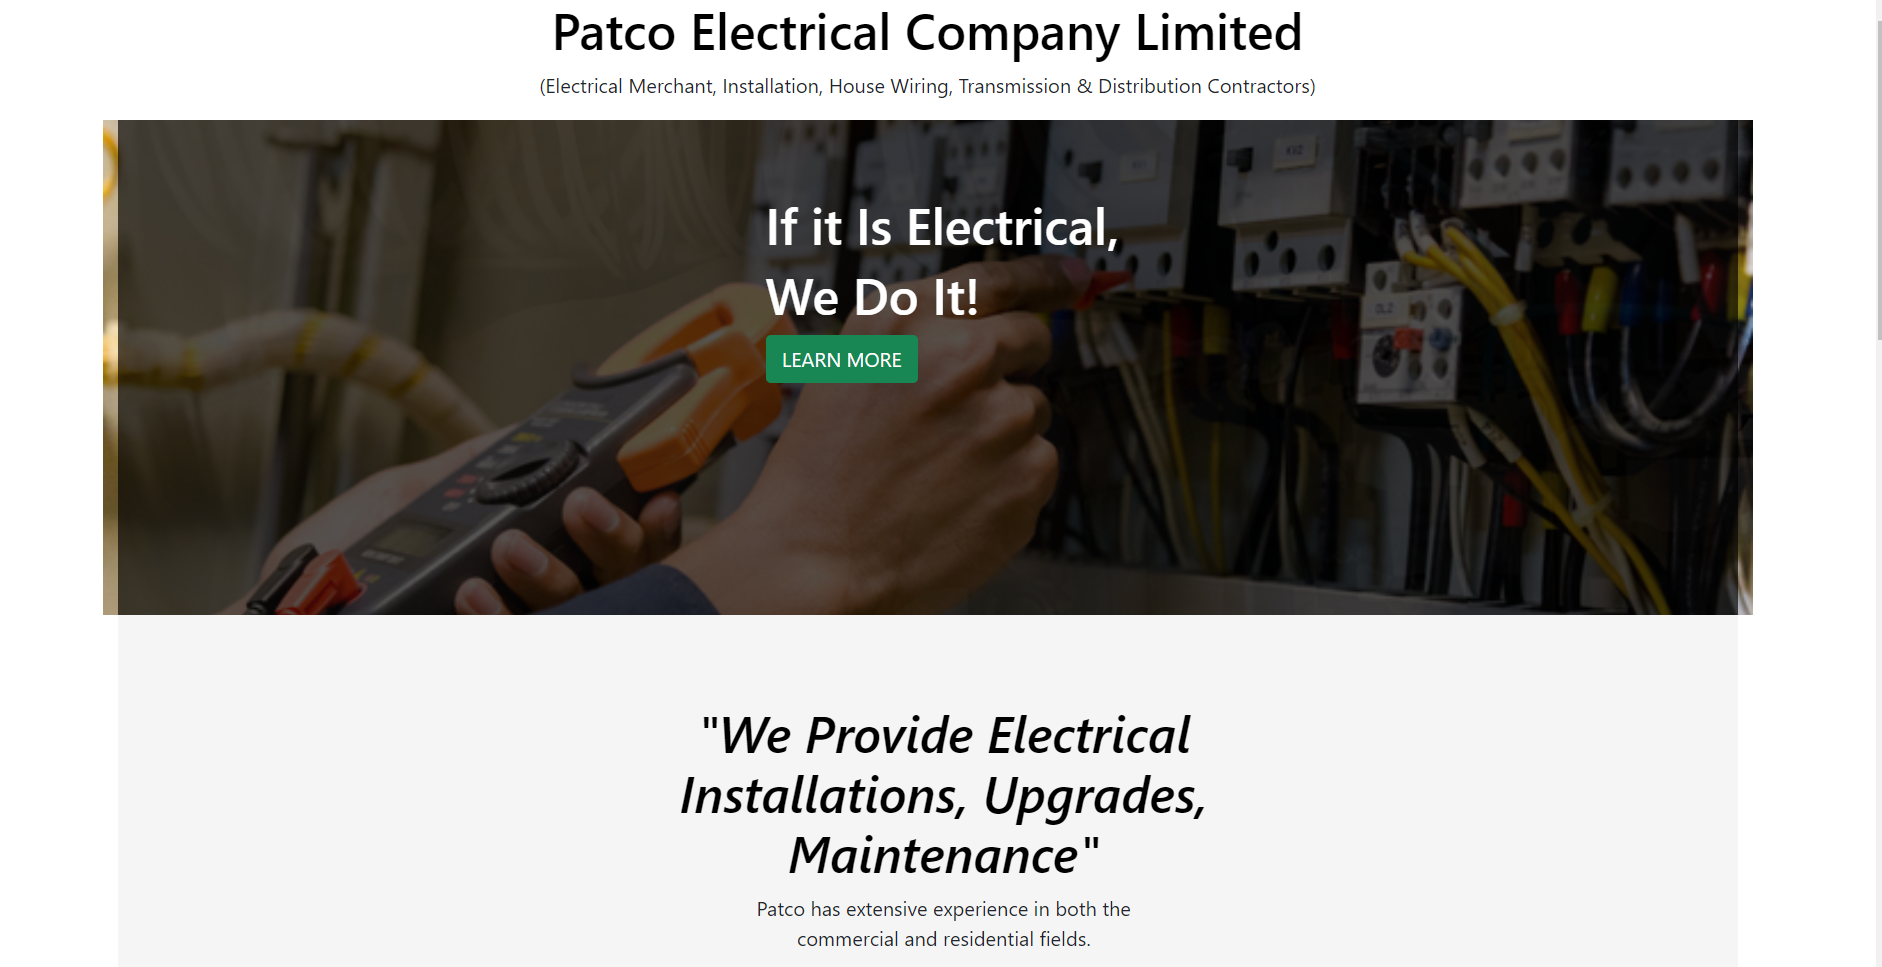 Patco Electrical Company Limited
(Electrical Merchant, Installation, House Wiring, Transmission & Distribution Contractors)
If it Is Electrical,
We Do It!
LEARN MORE
"We Provide Electrical
Installations, Upgrades,
Maintenance"
Patco has extensive experience in both the
commercial and residential fields.